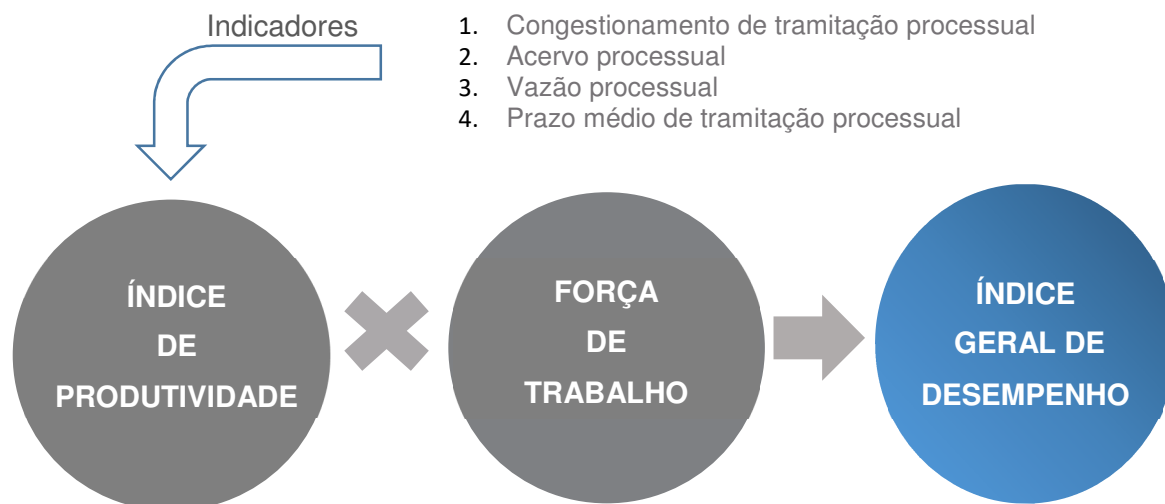 Indicadores
1. Congestionamento de tramitação processual
2. Acervo processual
3. Vazão processual
4. Prazo médio de tramitação processual
ÍNDICE
DE
PRODUTIVIDADE
FORÇA
DE
TRABALHO
ÍNDICE
GERAL DE
DESEMPENHO